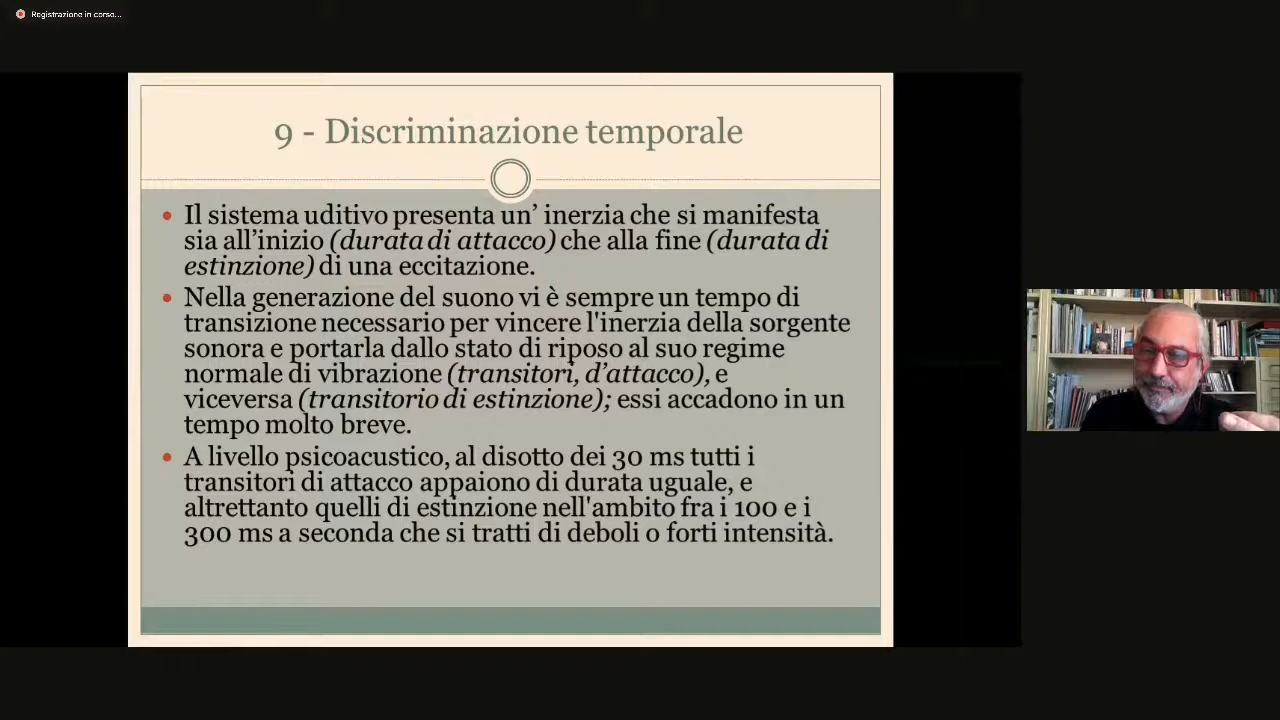 Registrazione in corso...
9 - Discriminazione temporale
• Il sistema uditivo presenta un’ inerzia che si manifesta
sia all’inizio (durata di attacco) che alla fine (durata di
estinzione) di una eccitazione.
• Nella generazione del suono vi è sempre un tempo di
transizione necessario per vincere l'inerzia della sorgente
sonora e portarla dallo stato di riposo al suo regime
normale di vibrazione (transitori, d’attacco), e
viceversa (transitorio di estinzione); essi accadono in un
tempo molto breve.
• A livello psicoacustico, al disotto dei 30 ms tutti i
transitori di attacco appaiono di durata uguale, e
altrettanto quelli di estinzione nell'ambito fra i 100 e i
300 ms a seconda che si tratti di deboli o forti intensità.